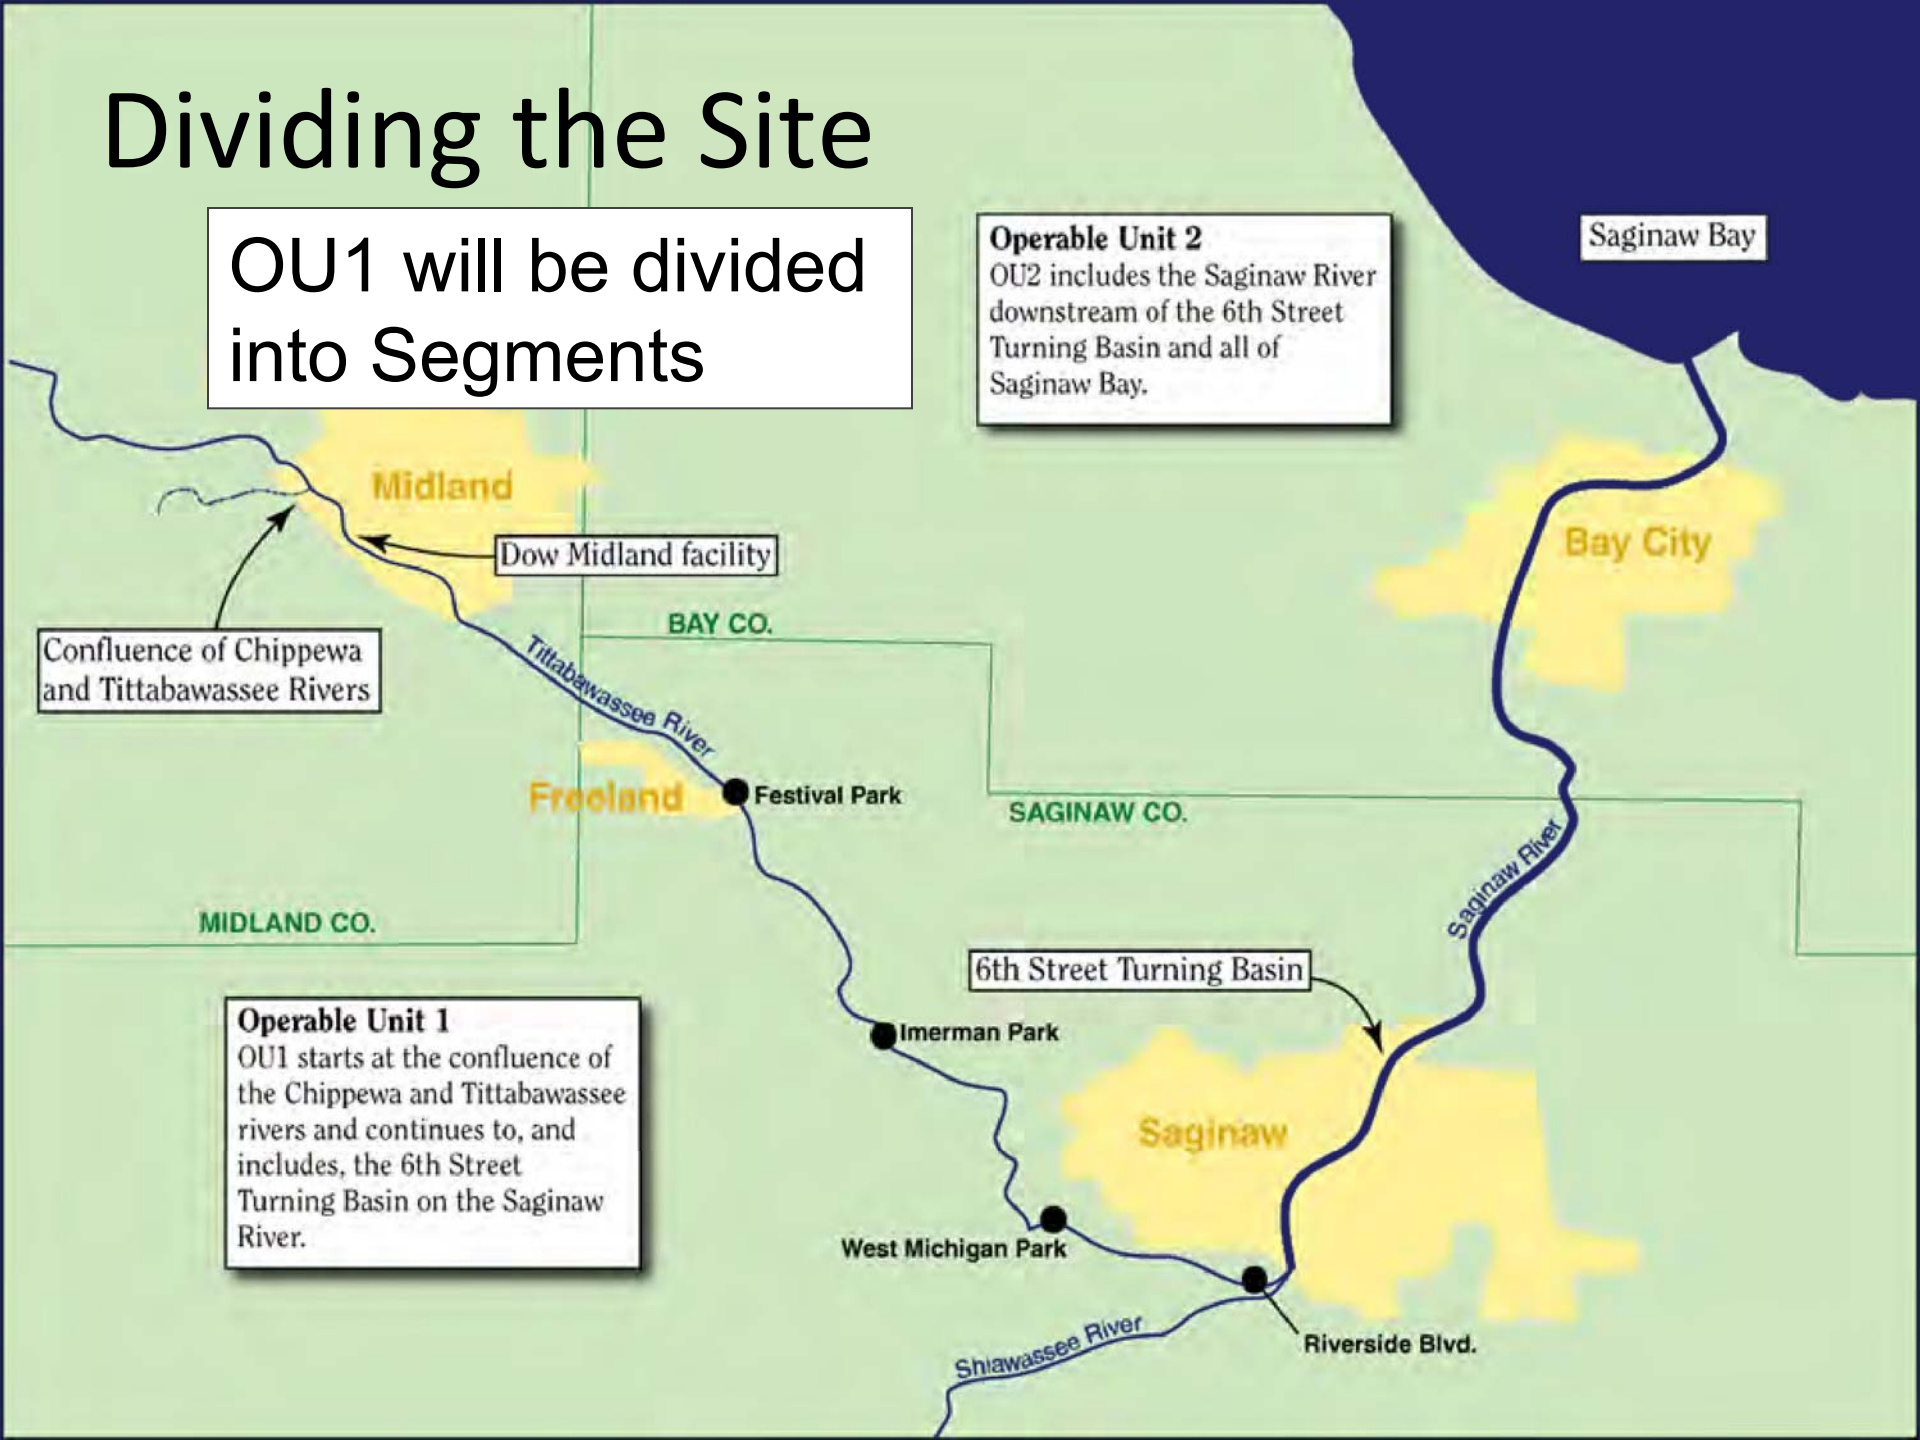 Dividing the Site
OU1 will be divided
into Segments
Operable Unit 2
OU2 includes the Saginaw River
downstream of the 6th Street
Turning Basin and all of
Saginaw Bay.
Saginaw Bay
Midland
Bay City
Dow Midland facility
Confluence of Chippewa
and Tittabawassee Rivers
BAY CO.
Tittabawassee River
Freeland
Festival Park
SAGINAW CO.
Saginaw River
MIDLAND CO.
6th Street Turning Basin
Operable Unit 1
OU1 starts at the confluence of
the Chippewa and Tittabawassee
rivers and continues to, and
includes, the 6th Street
Turning Basin on the Saginaw
River.
Imerman Park
Saginaw
West Michigan Park
Shiawassee River
Riverside Blvd.